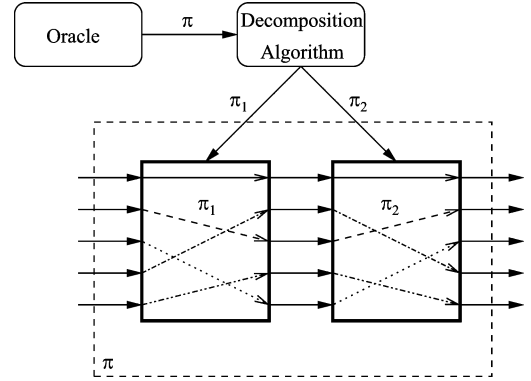 Oracle
π
Decomposition
Algorithm
π1
π2
π1
π2
π